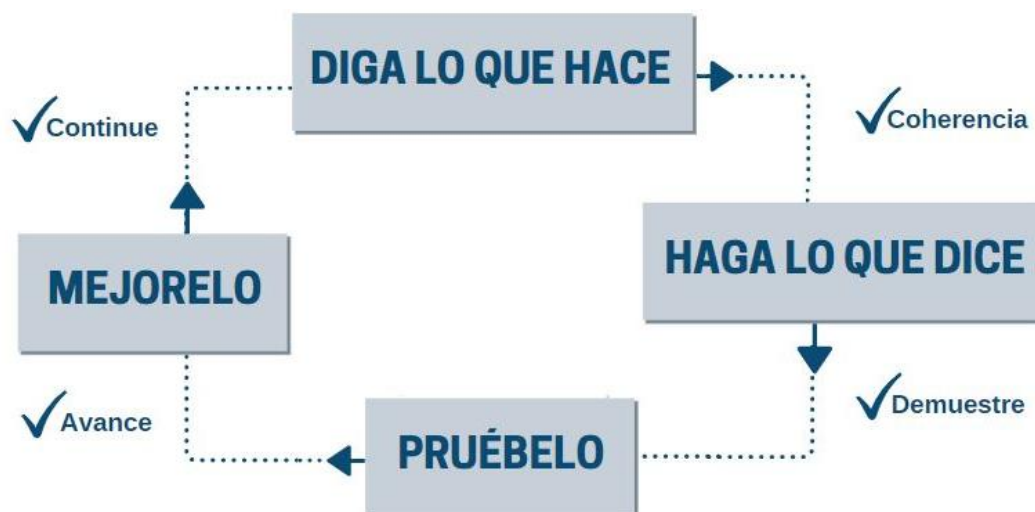 DIGA LO QUE HACE
Continue
Coherencia
HAGA LO QUE DICE
MEJORELO
Avance
Demuestre
PRUÉBELO